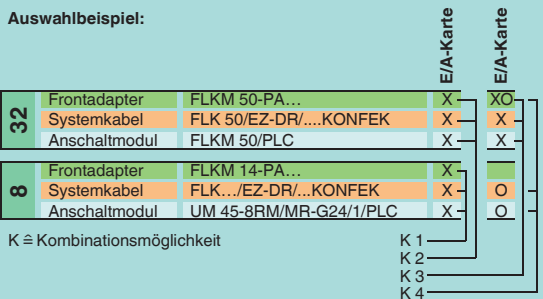 Auswahlbeispiel:
E/A-Karte E/A-Karte
32
Frontadapter FLKM 50-PA… X XO
Systemkabel FLK 50/EZ-DR/....KONFEK X X
Anschaltmodul FLKM 50/PLC X X
8
Frontadapter FLKM 14-PA… X
Systemkabel FLK…/EZ-DR/...KONFEK X O
Anschaltmodul UM 45-8RM/MR-G24/1/PLC X O
K ≙ Kombinationsmöglichkeit
K 1
K 2
K 3
K 4